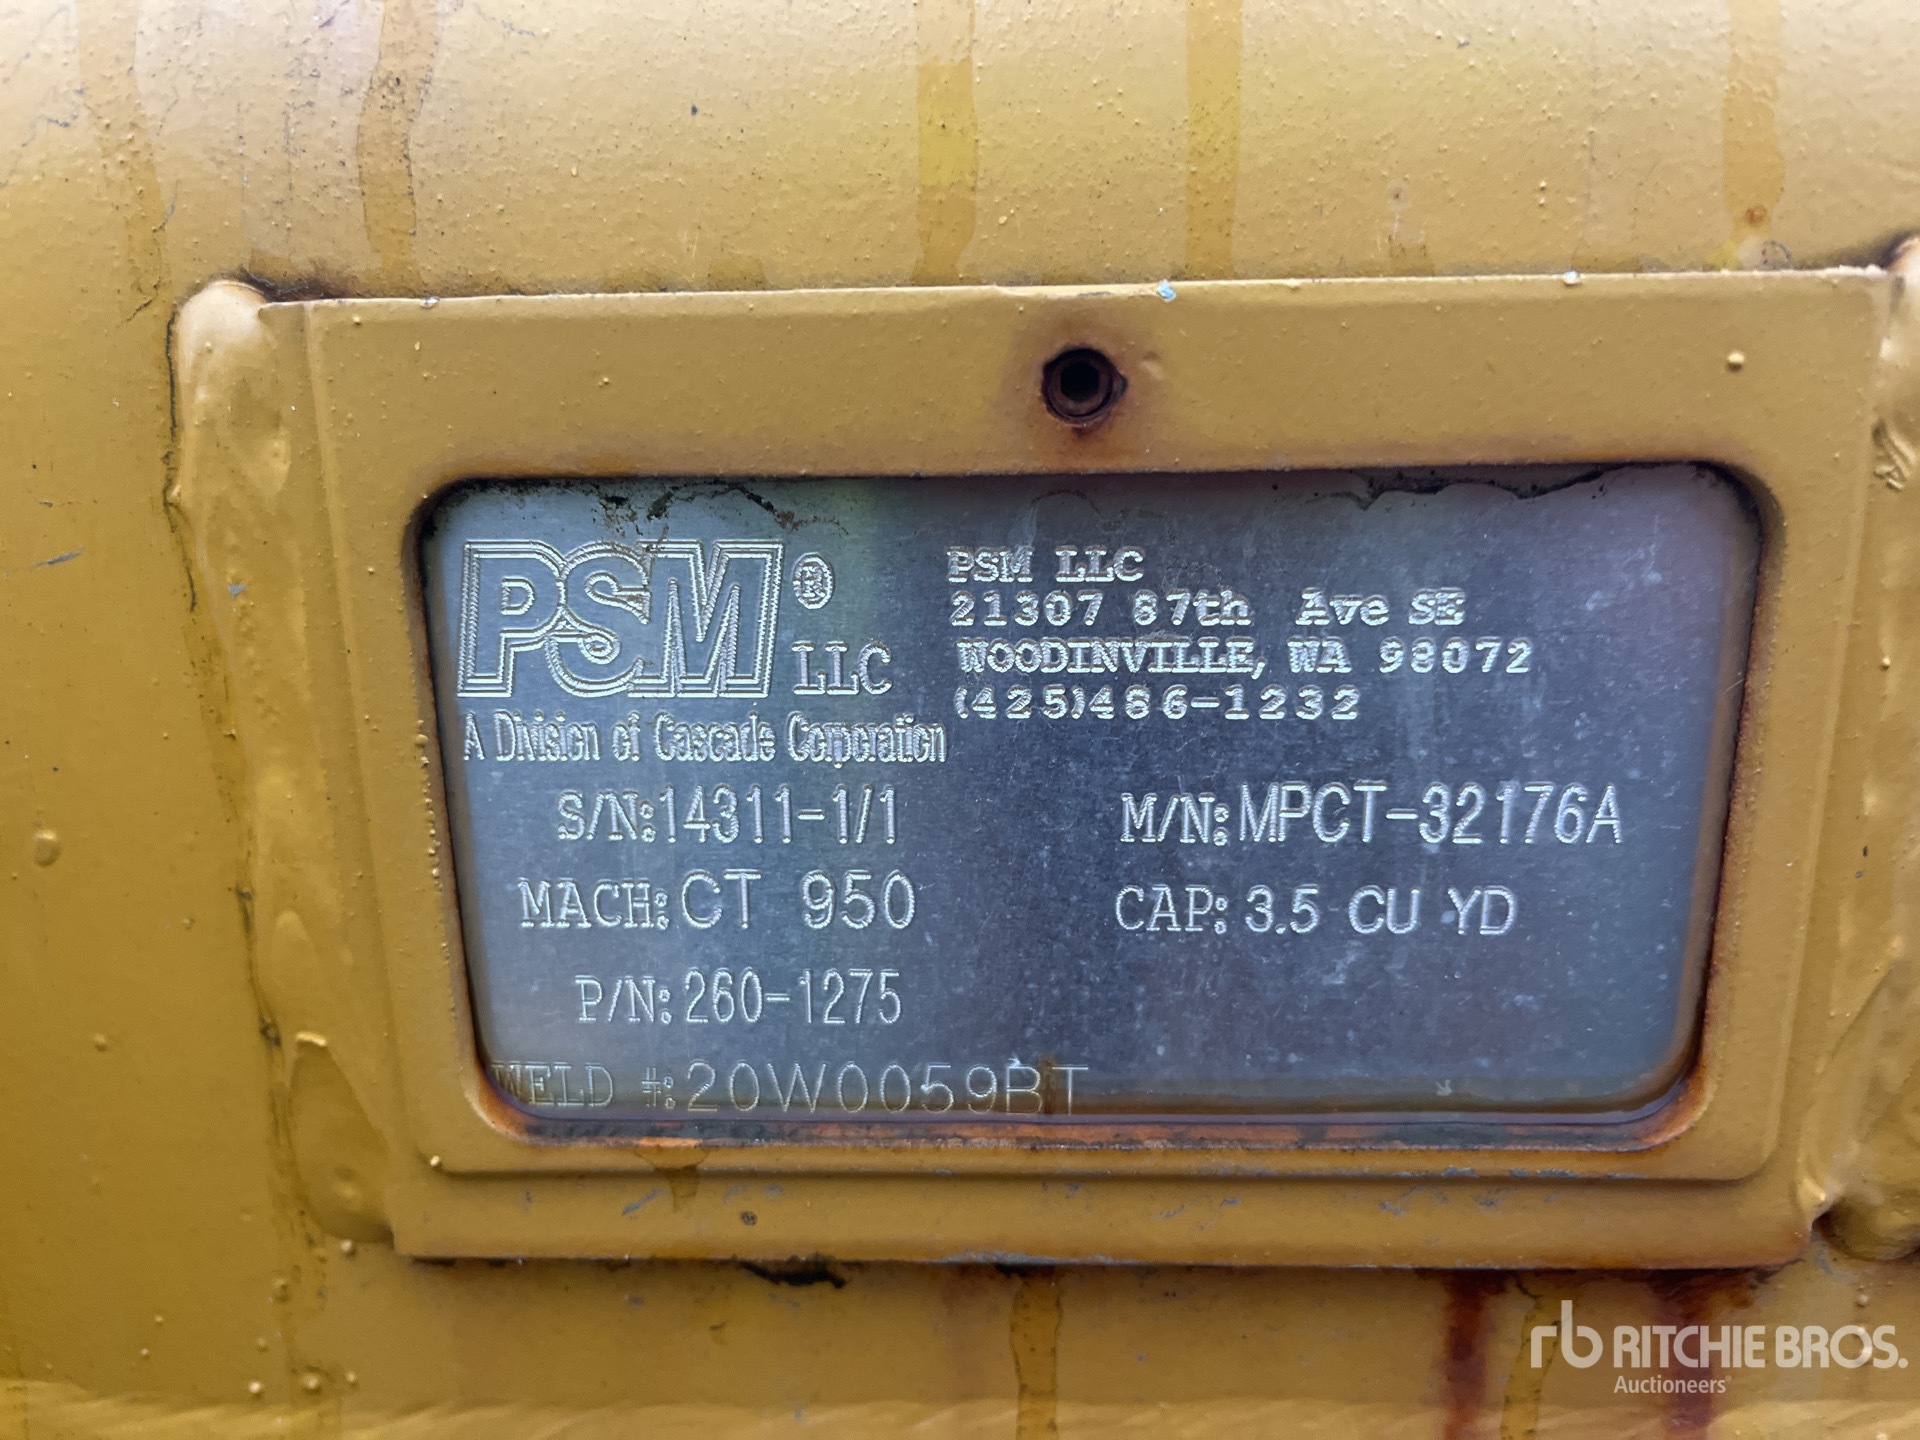 PSM® LLC
A Division of Cascade Corporation
PSM LLC
21307 87th Ave SE
WOODINVILLE, WA 98072
(425)486-1232
S/N:14311-1/1 M/N:MPCT-32176A
MACH:CT 950 CAP:3.5 CU YD
P/N:260-1275
WELD #:20W0059BT
rb RITCHIE BROS.
Auctioneers